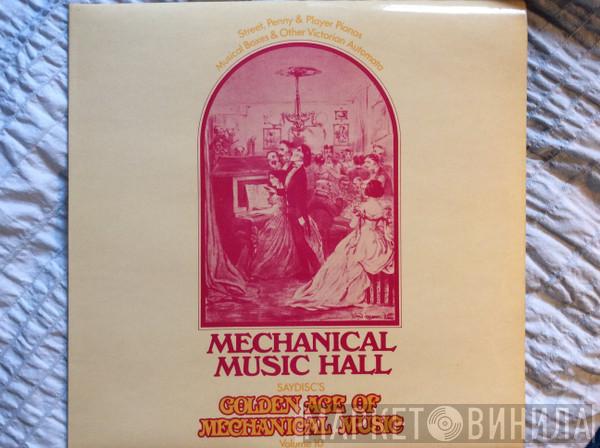 Street, Penny & Player Pianos
Musical Boxes & Other Victorian Automata
MECHANICAL
MUSIC HALL
SAYDISC'S
GOLDEN AGE OF
MECHANICAL MUSIC
Volume 10
МАРКЕТ ВИНИЛА